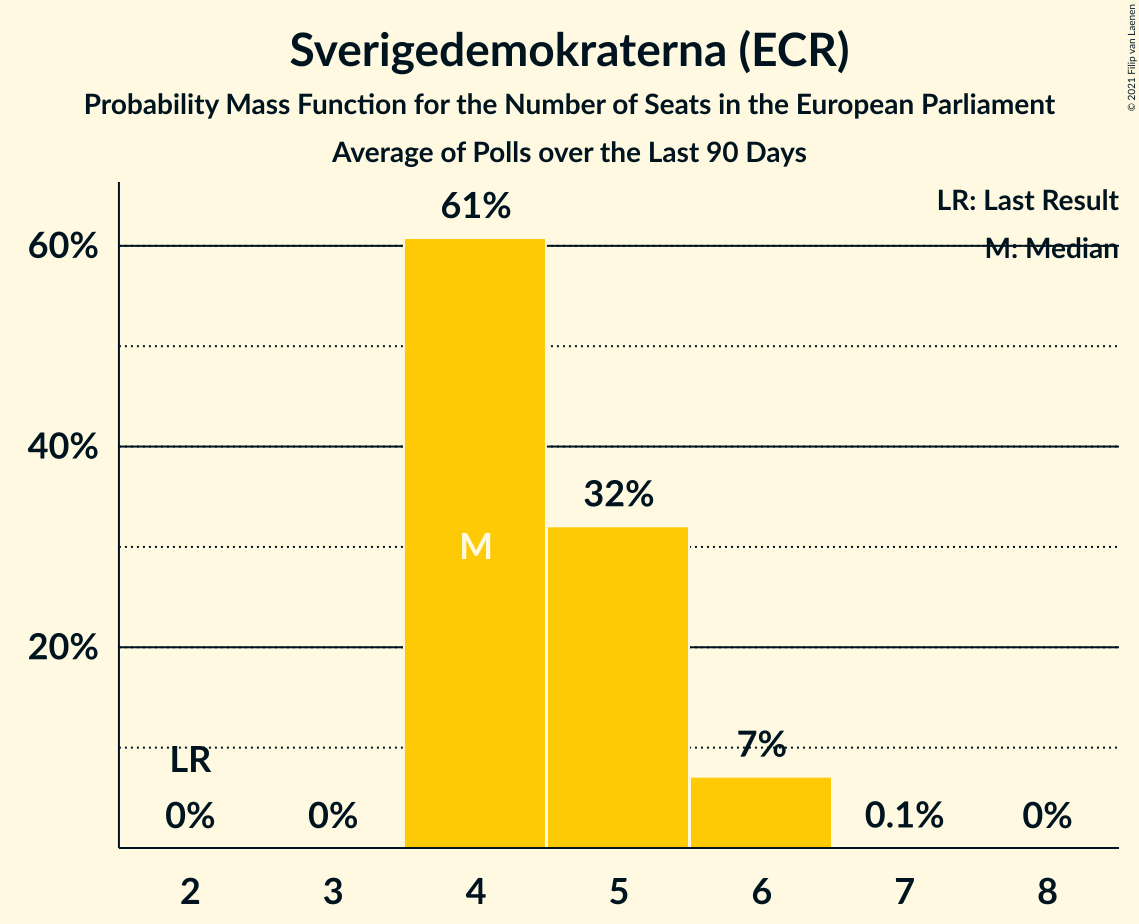 Sverigedemokraterna (ECR)
Probability Mass Function for the Number of Seats in the European Parliament
Average of Polls over the Last 90 Days
© 2021 Filip van Laenen
LR: Last Result
M: Median
61%
60%
40%
32%
M
20%
7%
LR
0%
0%
0.1%
0%
2
3
4
5
6
7
8